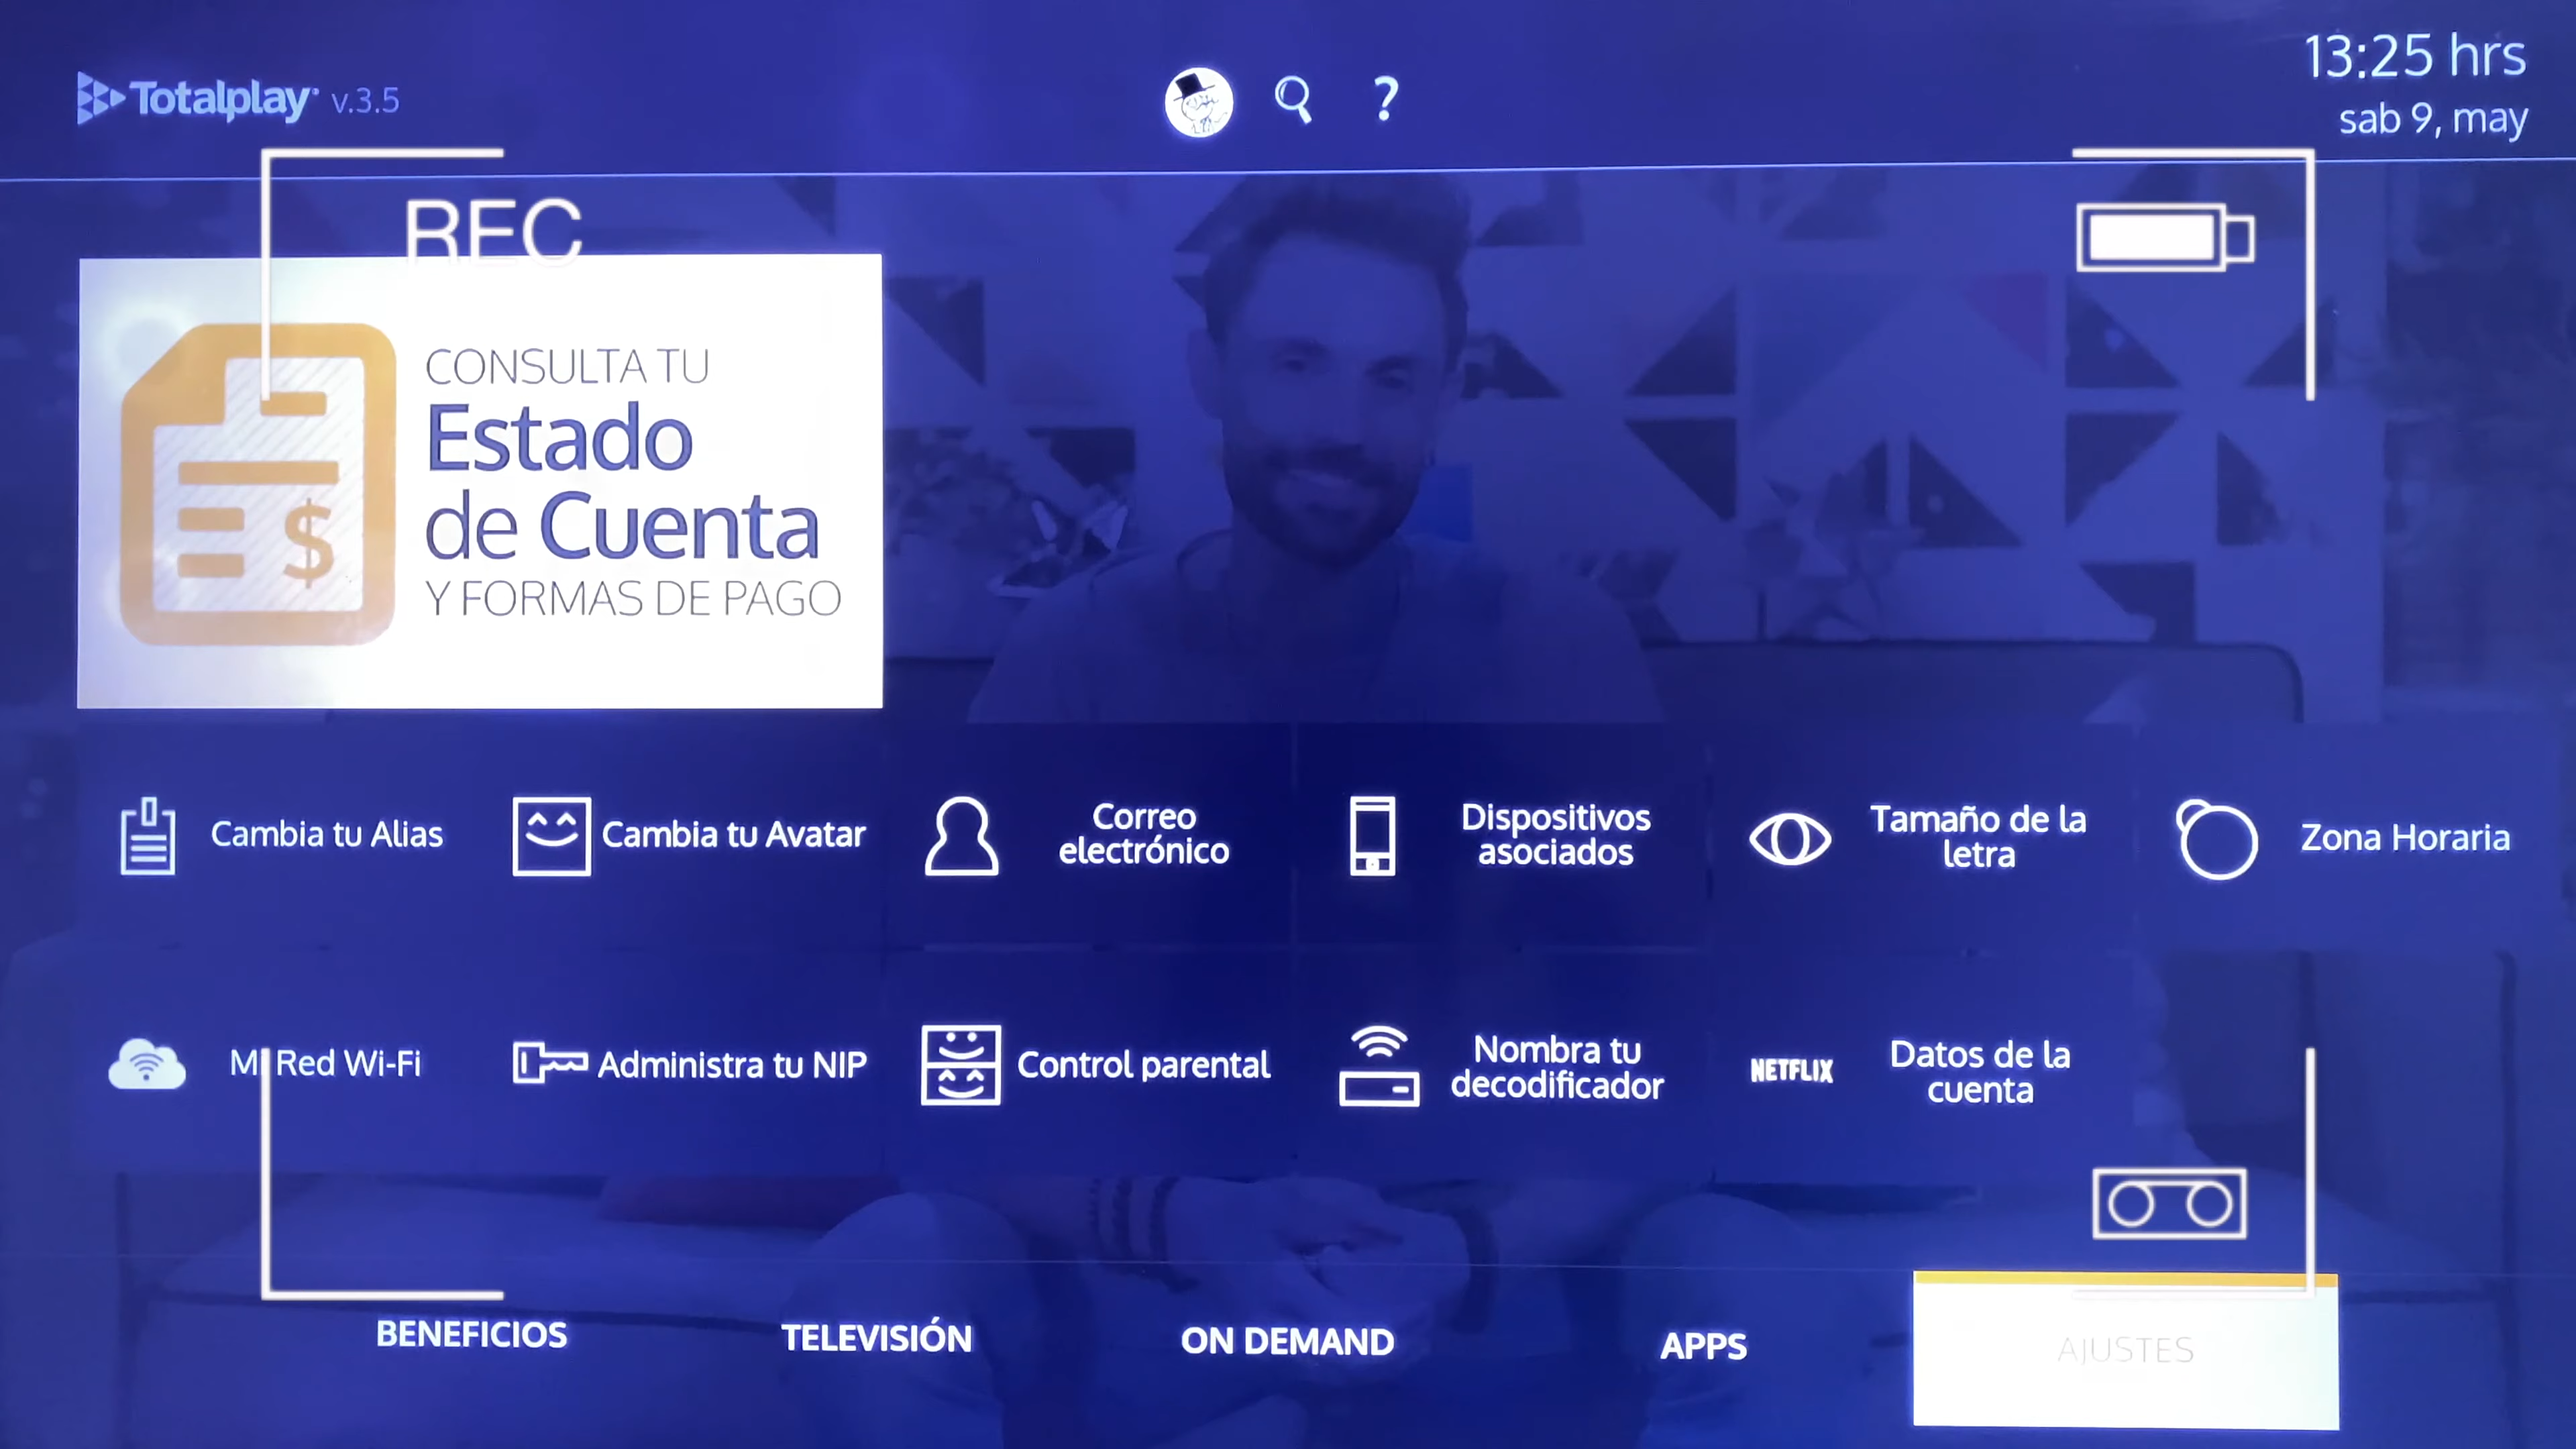 Totalplay v.3.5
?
13:25 hrs
sab 9, may
REC
CONSULTA TU
Estado
de Cuenta
Y FORMAS DE PAGO
$
Cambia tu Alias
Cambia tu Avatar
Correo
electrónico
Dispositivos
asociados
Tamaño de la
letra
Zona Horaria
Mi Red Wi-Fi
Administra tu NIP
Control parental
Nombra tu
decodificador
NETFLIX
Datos de la
cuenta
BENEFICIOS
TELEVISIÓN
ON DEMAND
APPS
AJUSTES